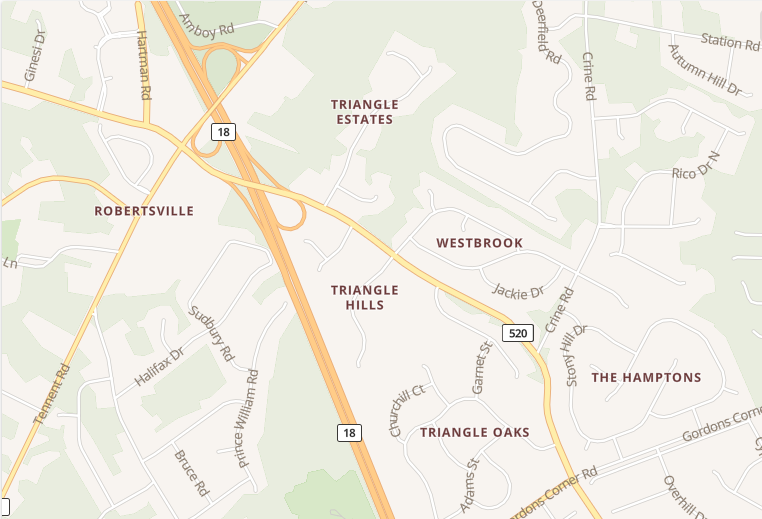 Amboy Rd
Ginesi Dr
Hartman Rd
Deerfield Rd
Crine Rd
Station Rd
Autumn Hill Dr
TRIANGLE
ESTATES
18
Rico Dr N
ROBERTSVILLE
WESTBROOK
Ln
TRIANGLE
HILLS
Jackie Dr
Crine Rd
520
Sudbury Rd
Halifax Dr
Stony Hill Dr
Garnet St
THE HAMPTONS
Tennent Rd
Prince William Rd
Churchill Ct
18
TRIANGLE OAKS
Gordons Corne
Bruce Rd
Adams St
ordons Corner Rd
Overhill D